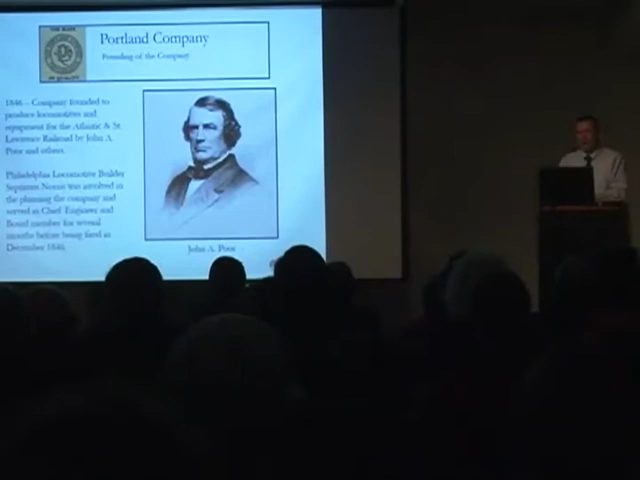 Portland Company
Founding of the Company
1846 – Company founded to
produce locomotives and
equipment for the Atlantic & St.
Lawrence Railroad by John A.
Poor and others.
Philadelphia Locomotive Builder
Septimus Norris was involved in
the planning the company and
served as Chief Engineer and
Board member for several
months before being fired in
December 1846.
John A. Poor